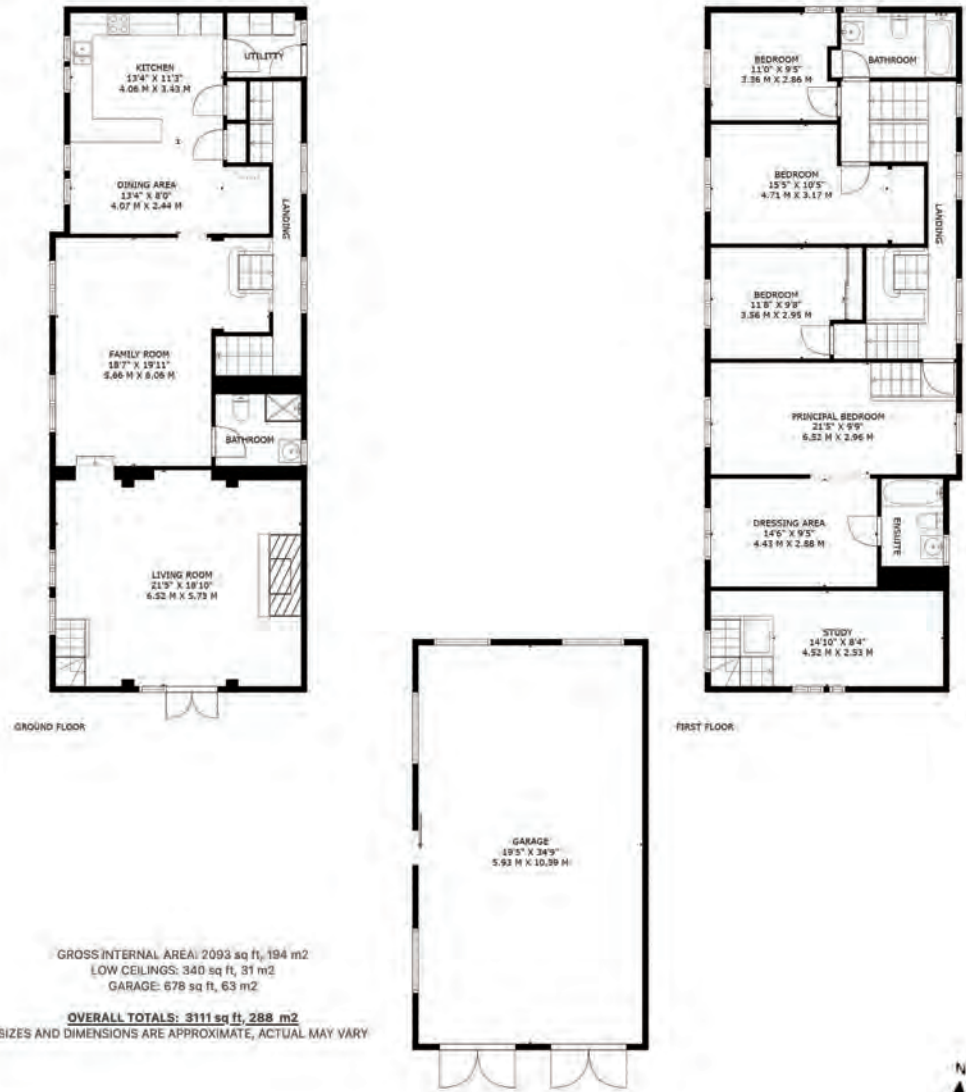 KITCHEN
13'4" X 11'3"
4.06 M X 3.43 M
UTILITTY
DINING AREA
13'4" X 8'0"
4.07 M X 2.44 M
LANDING
FAMILY ROOM
18'7" X 19'11"
5.66 M X 6.06 M
BATHROOM
LIVING ROOM
21'5" X 18'10"
6.52 M X 5.73 M
GROUND FLOOR
BEDROOM
11'0" X 9'5"
3.36 M X 2.86 M
BATHROOM
BEDROOM
15'5" X 10'5"
4.71 M X 3.17 M
LANDING
BEDROOM
11'8" X 9'8"
3.56 M X 2.95 M
PRINCIPAL BEDROOM
21'5" X 9'9"
6.52 M X 2.96 M
DRESSING AREA
14'6" X 9'5"
4.43 M X 2.88 M
ENSUITE
STUDY
14'10" X 8'4"
4.52 M X 2.53 M
FIRST FLOOR
GARAGE
19'5" X 34'9"
5.93 M X 10.59 M
GROSS INTERNAL AREA: 2093 sq ft, 194 m2
LOW CEILINGS: 340 sq ft, 31 m2
GARAGE: 678 sq ft, 63 m2
OVERALL TOTALS: 3111 sq ft, 288 m2
SIZES AND DIMENSIONS ARE APPROXIMATE, ACTUAL MAY VARY
N